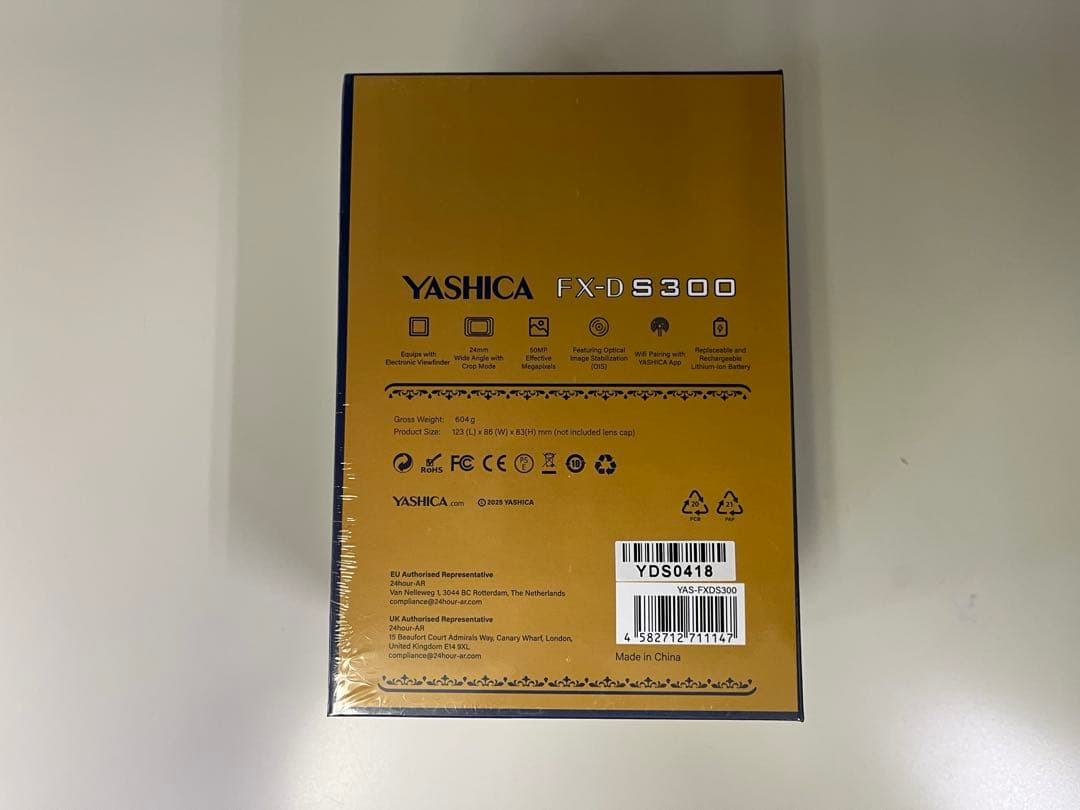 YASHICA FX-D S300
Equips with
Electronic Viewfinder
24mm
Wide Angle with
Crop Mode
50MP
Effective
Megapixels
Featuring Optical
Image Stabilization
(OIS)
Wifi Pairing with
YASHICA App
Replaceable and
Rechargeable
Lithium-Ion Battery
Gross Weight: 604 g
Product Size: 123 (L) x 86 (W) x 83(H) mm (not included lens cap)
RoHS FC CE PSE 10
YASHICA.com © 2025 YASHICA
20 21
PCB PAP
YDS0418
YAS-FXDS300
4 582712 711147
Made in China
EU Authorised Representative
24hour-AR
Van Nelleweg 1, 3044 BC Rotterdam, The Netherlands
compliance@24hour-ar.com
UK Authorised Representative
24hour-AR
15 Beaufort Court Admirals Way, Canary Wharf, London,
United Kingdom E14 9XL
compliance@24hour-ar.com